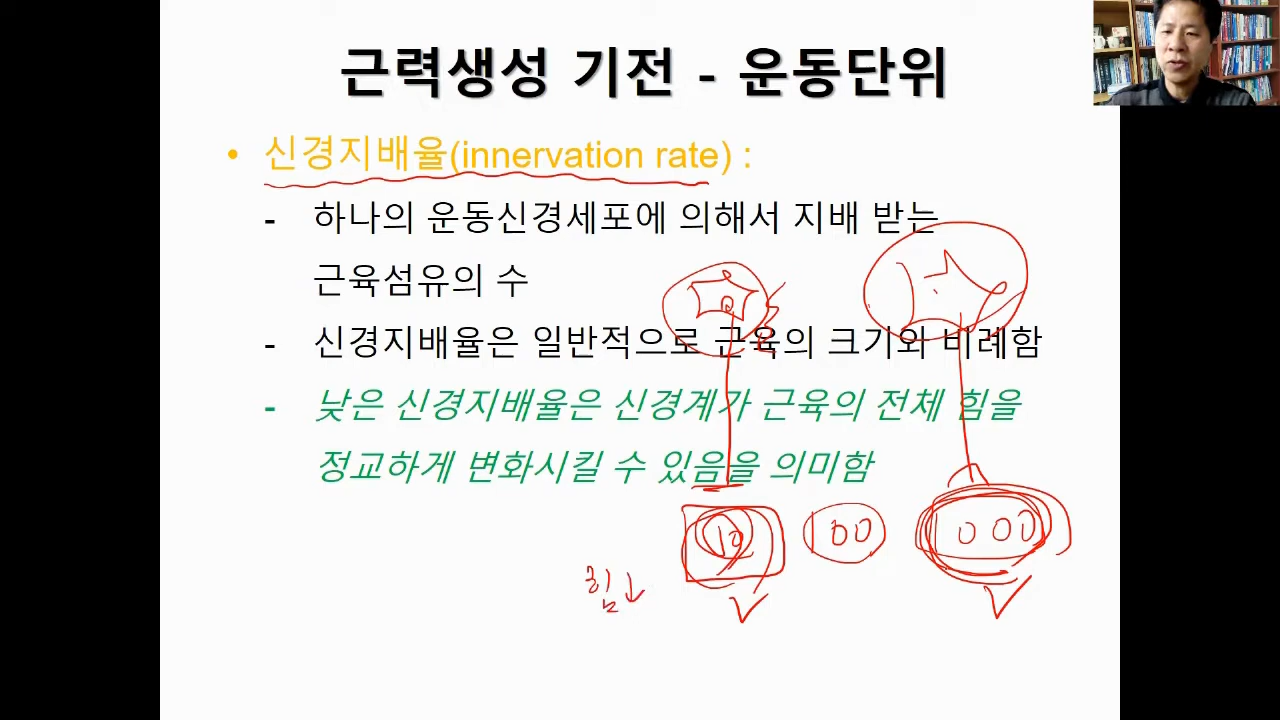 근력생성 기전 - 운동단위
• 신경지배율(innervation rate) :
- 하나의 운동신경세포에 의해서 지배 받는
근육섬유의 수
- 신경지배율은 일반적으로 근육의 크기와 비례함
- 낮은 신경지배율은 신경계가 근육의 전체 힘을
정교하게 변화시킬 수 있음을 의미함
10 100 1000
힘↓